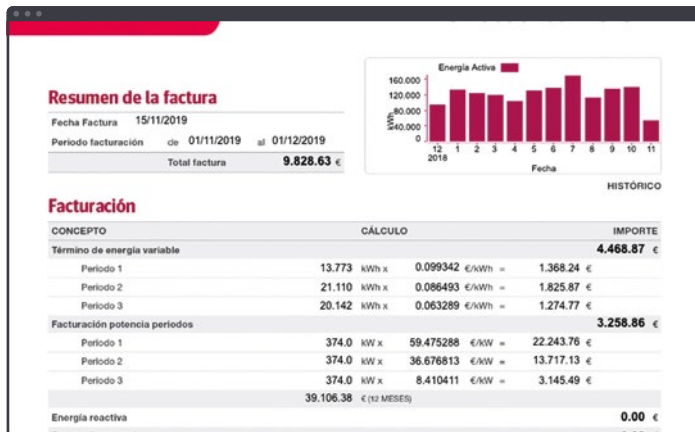 Energía Activa
160.000
120.000
80.000
40.000
0
kWh
12 1 2 3 4 5 6 7 8 9 10 11
2018
Fecha
HISTÓRICO
Resumen de la factura
Fecha Factura 15/11/2019
Periodo facturación de 01/11/2019 al 01/12/2019
Total factura 9.828.63 €
Facturación
CONCEPTO CÁLCULO IMPORTE
Término de energía variable 4.468.87 €
Periodo 1 13.773 kWh x 0.099342 €/kWh = 1.368.24 €
Periodo 2 21.110 kWh x 0.086493 €/kWh = 1.825.87 €
Periodo 3 20.142 kWh x 0.063289 €/kWh = 1.274.77 €
Facturación potencia periodos 3.258.86 €
Periodo 1 374.0 kW x 59.475288 €/kW = 22.243.76 €
Periodo 2 374.0 kW x 36.676813 €/kW = 13.717.13 €
Periodo 3 374.0 kW x 8.410411 €/kW = 3.145.49 €
39.106.38 € (12 MESES)
Energía reactiva 0.00 €